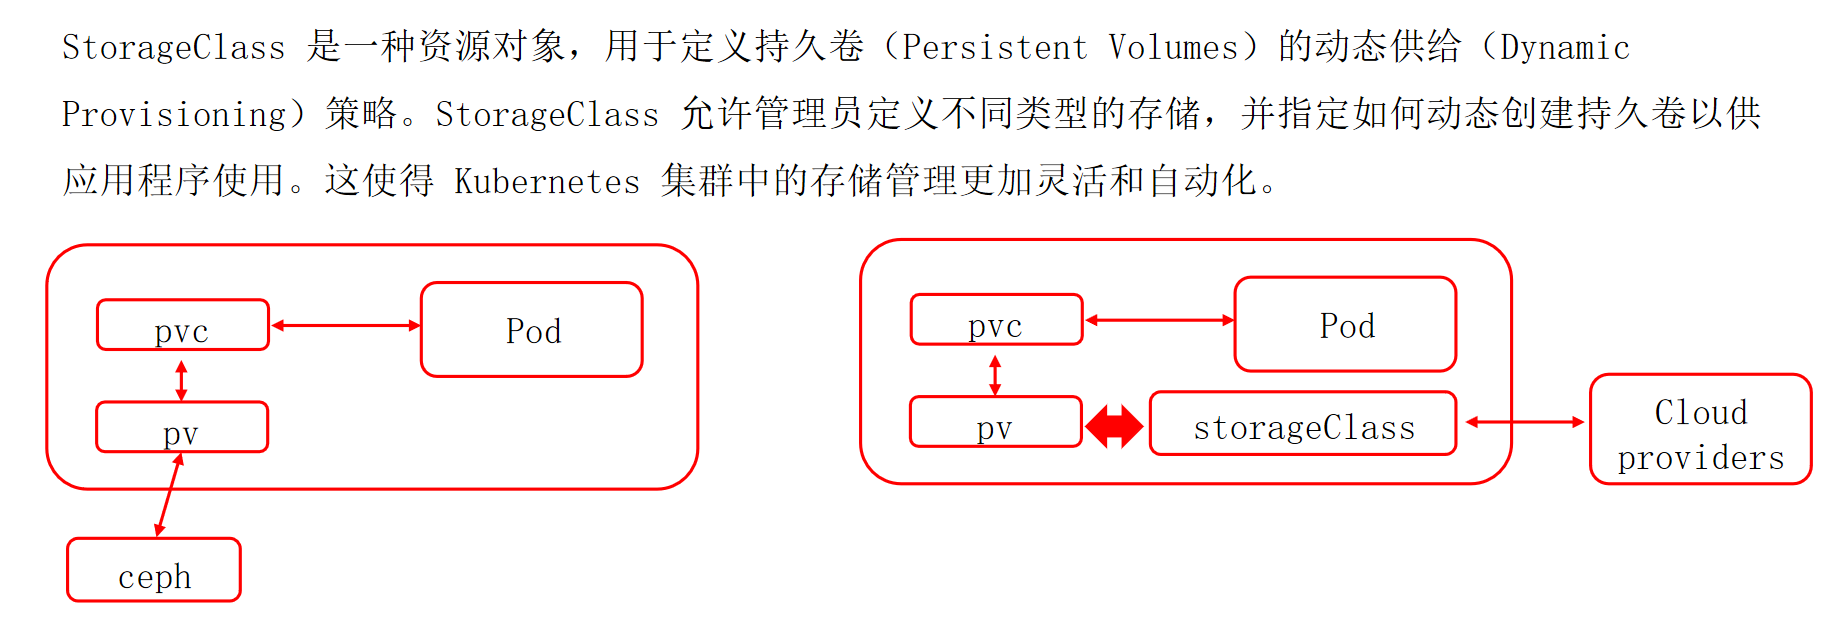 StorageClass 是一种资源对象，用于定义持久卷（Persistent Volumes）的动态供给（Dynamic
Provisioning）策略。StorageClass 允许管理员定义不同类型的存储，并指定如何动态创建持久卷以供
应用程序使用。这使得 Kubernetes 集群中的存储管理更加灵活和自动化。
pvc
Pod
pv
ceph
pvc
Pod
pv
storageClass
Cloud
providers